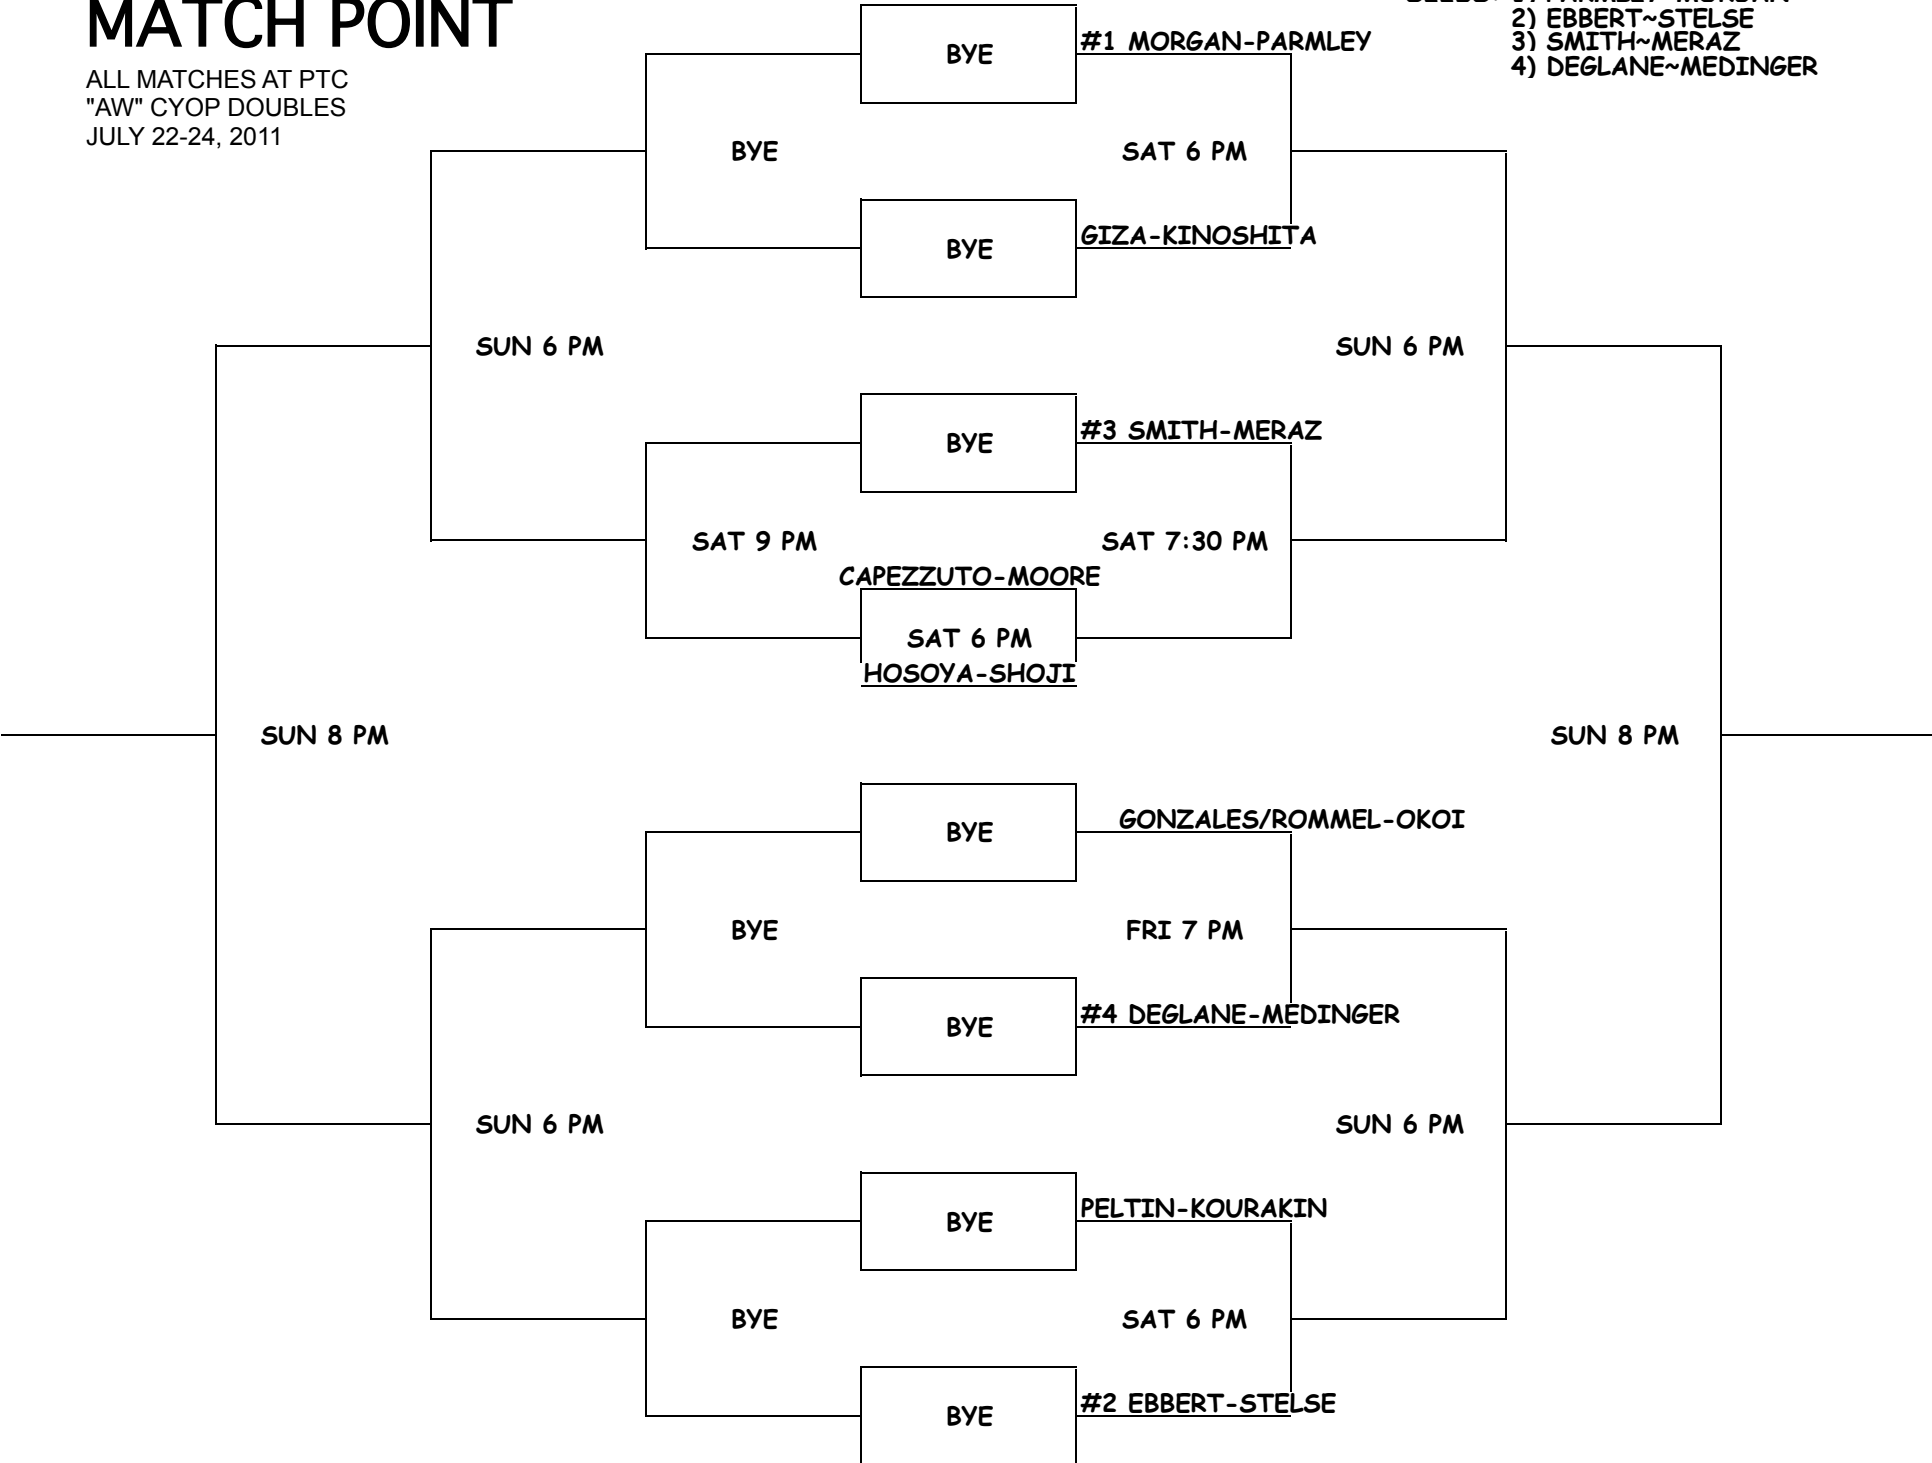 MATCH POINT
ALL MATCHES AT PTC
"AW" CYOP DOUBLES
JULY 22-24, 2011
2) EBBERT~STELSE
3) SMITH~MERAZ
4) DEGLANE~MEDINGER
BYE
#1 MORGAN-PARMLEY
BYE
SAT 6 PM
BYE
GIZA-KINOSHITA
SUN 6 PM
SUN 6 PM
BYE
#3 SMITH-MERAZ
SAT 9 PM
SAT 7:30 PM
CAPEZZUTO-MOORE
SAT 6 PM
HOSOYA-SHOJI
SUN 8 PM
SUN 8 PM
BYE
GONZALES/ROMMEL-OKOI
BYE
FRI 7 PM
BYE
#4 DEGLANE-MEDINGER
SUN 6 PM
SUN 6 PM
BYE
PELTIN-KOURAKIN
BYE
SAT 6 PM
BYE
#2 EBBERT-STELSE